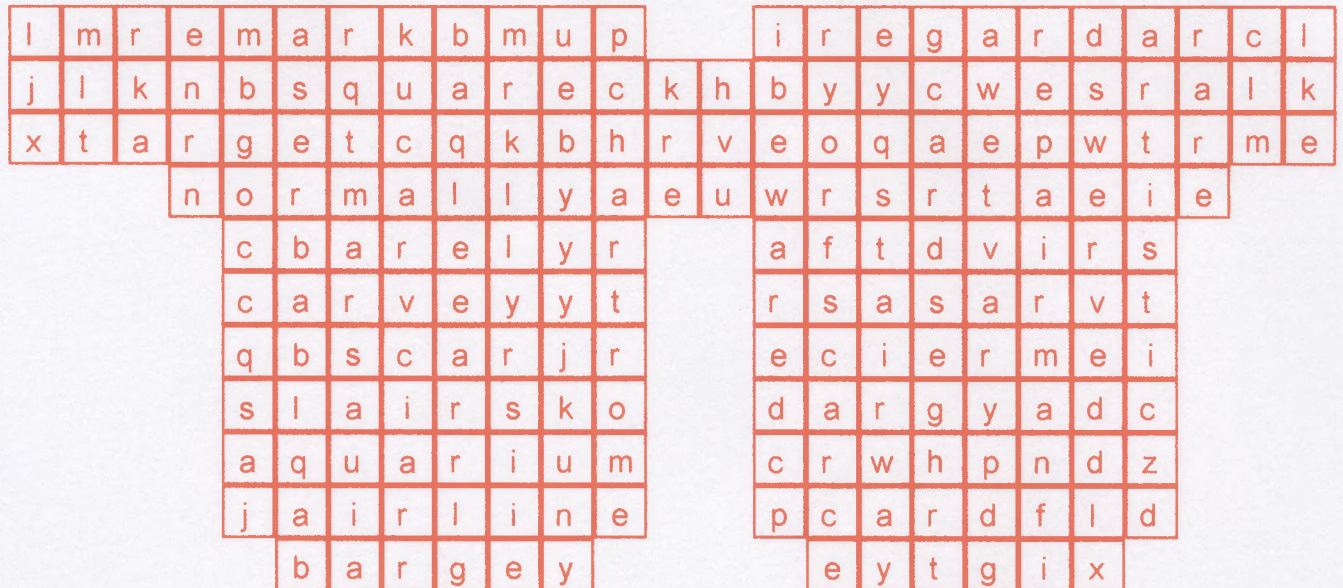 l m r e m a r k b m u p i r e g a r d a r c l
j l k n b s q u a r e c k h b y y c w e s r a l k
x t a r g e t c q k b h r v e o q a e p w t r m e
n o r m a l l y a e u w r s r t a e i e
c b a r e l y r a f t d v i r s
c a r v e y y t r s a s a r v t
q b s c a r j r e c i e r m e i
s l a i r s k o d a r g y a d c
a q u a r i u m c r w h p n d z
j a i r l i n e p c a r d f l d
b a r g e y e y t g i x